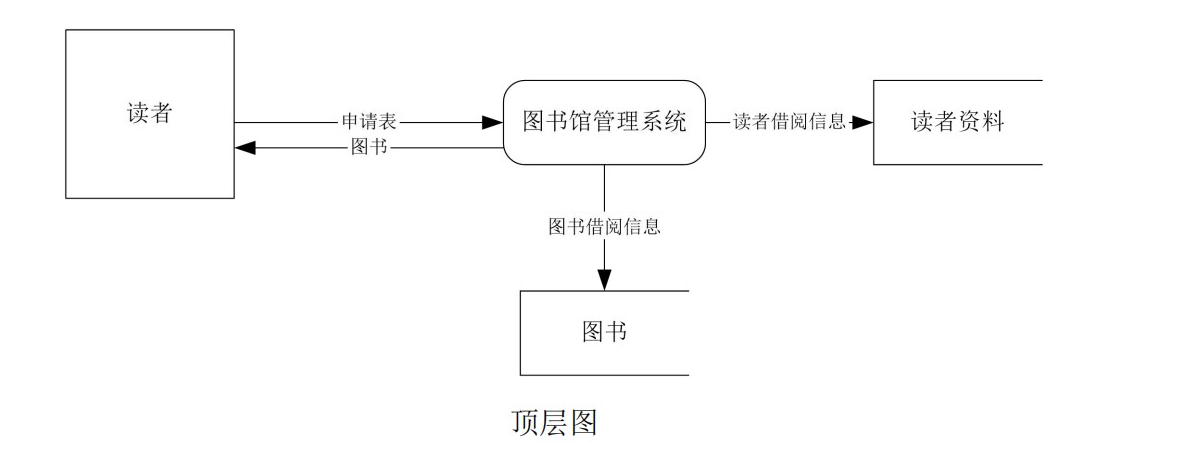 读者
申请表
图书
图书馆管理系统
读者借阅信息
读者资料
图书借阅信息
图书
顶层图